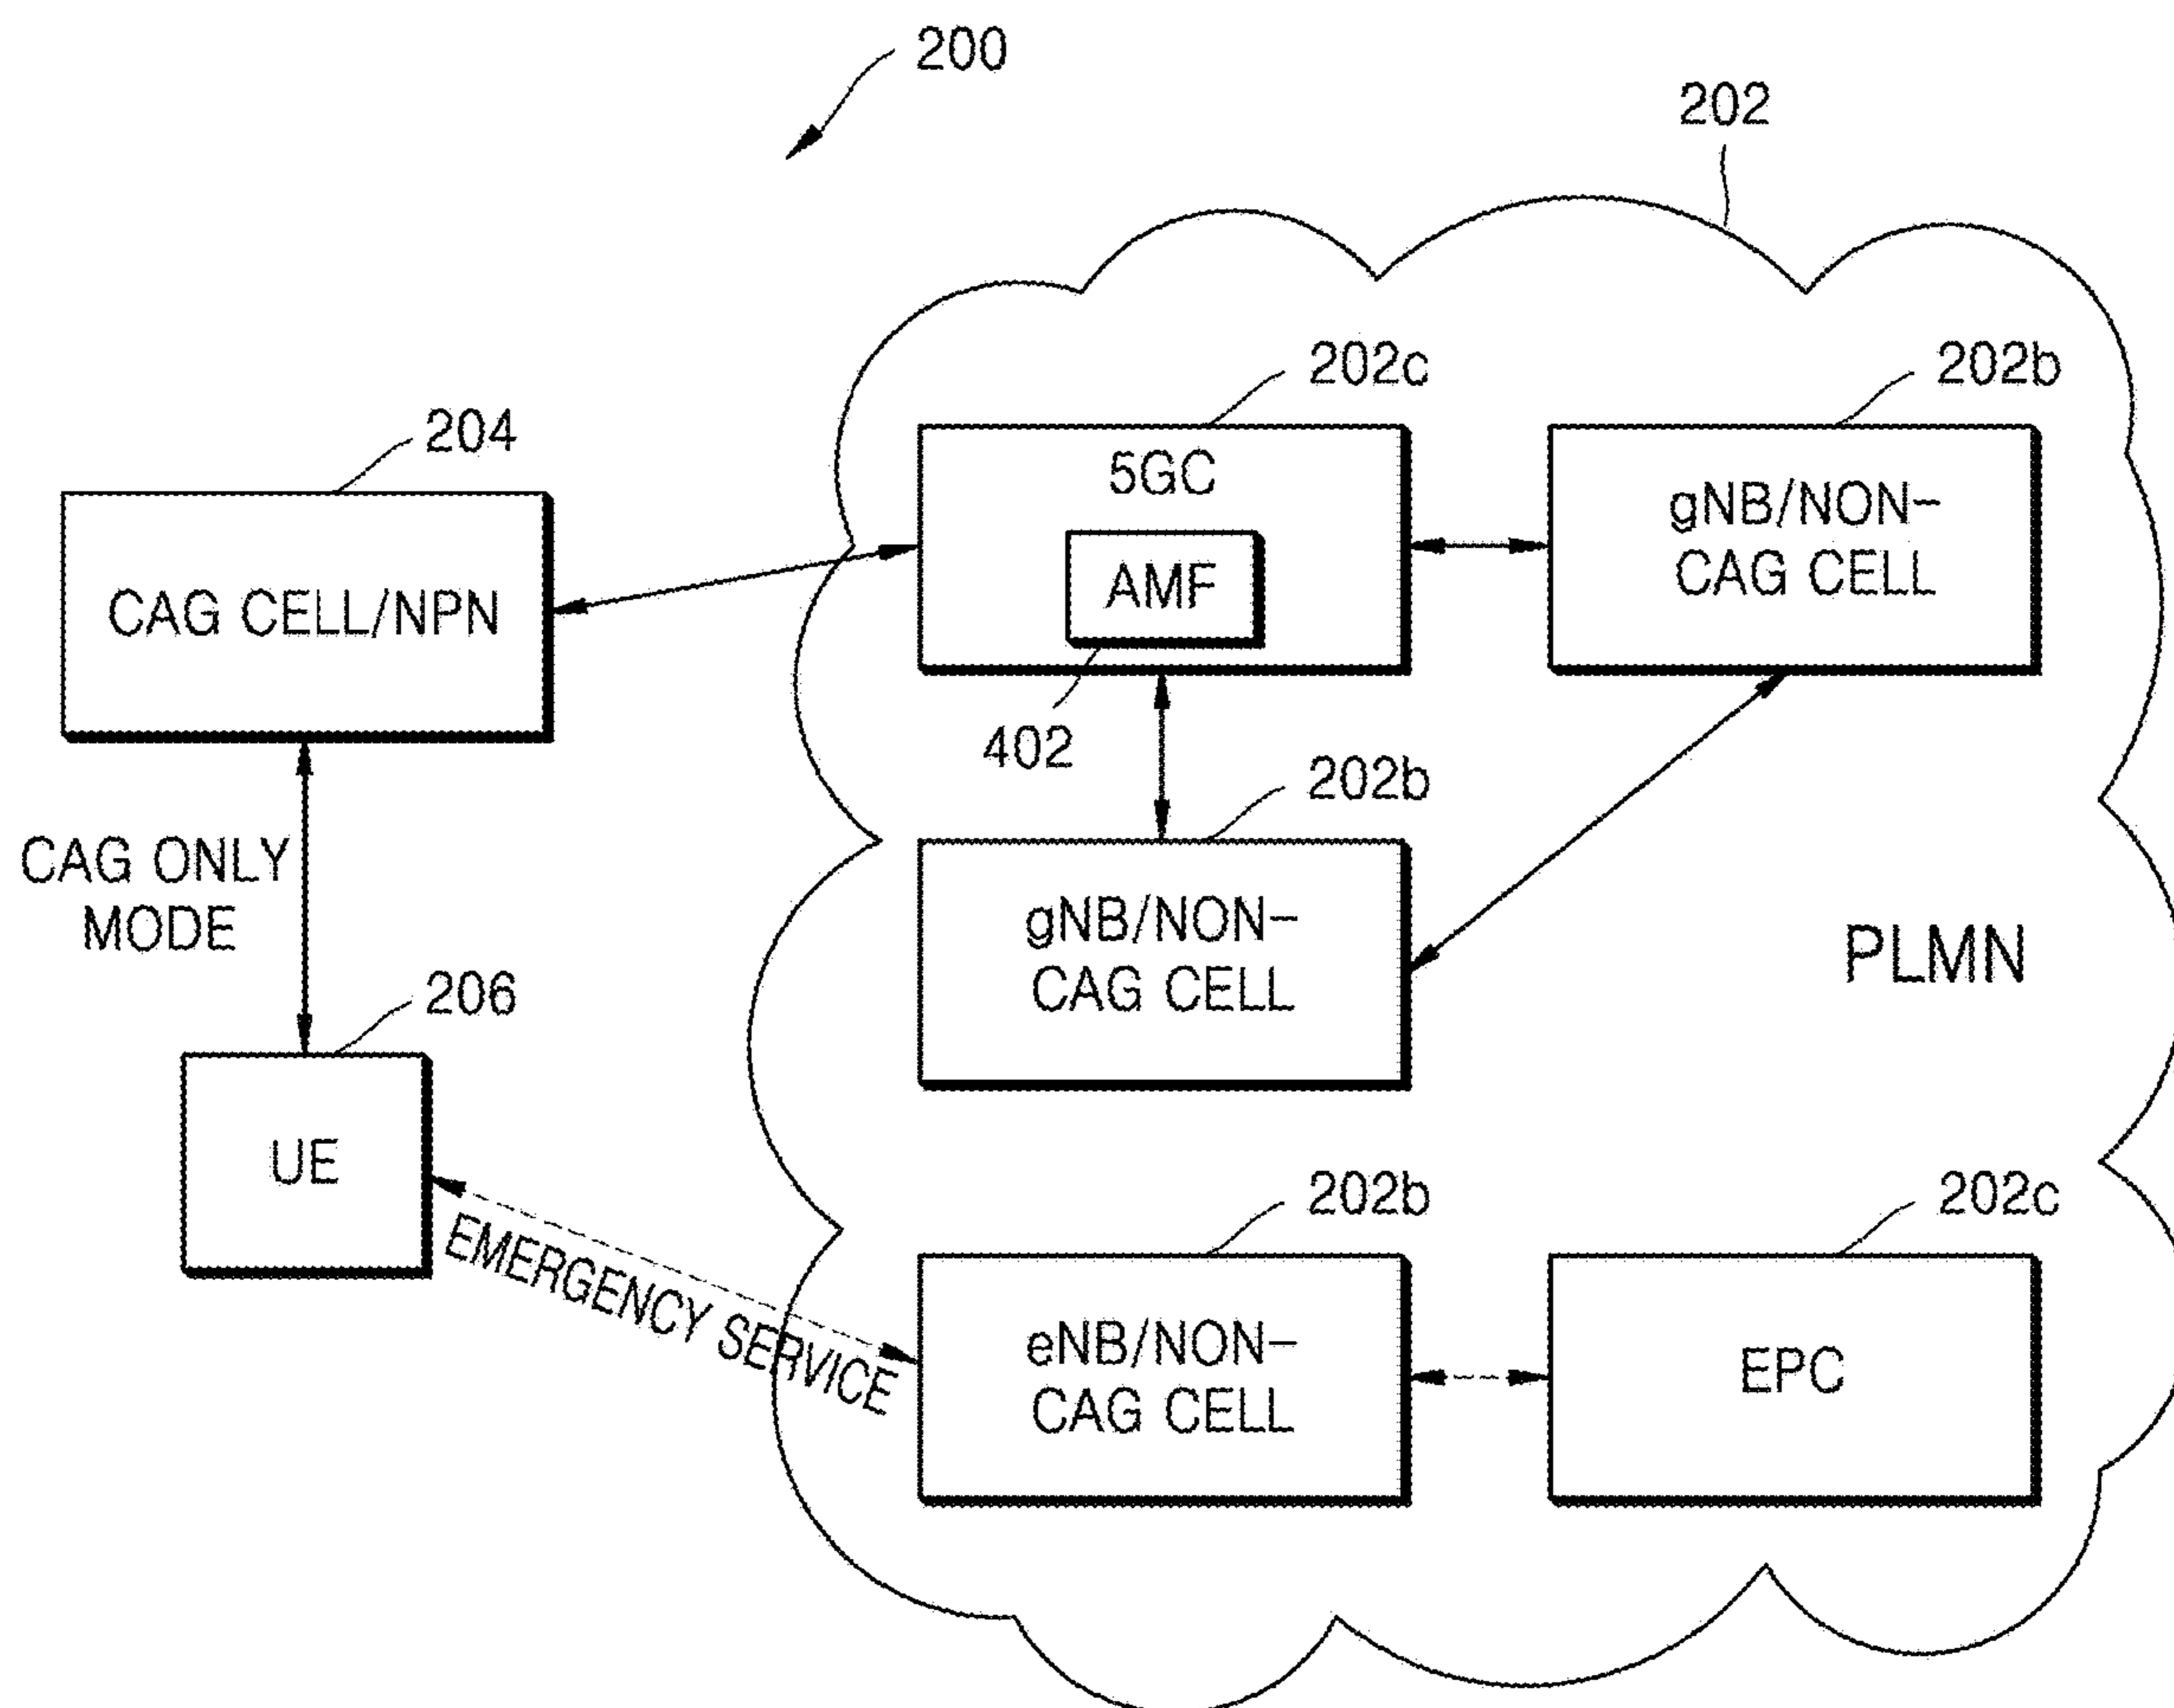 200
202
202c
202b
204
5GC
gNB/NON-
CAG CELL
AMF
CAG CELL/NPN
402
202b
CAG ONLY
MODE
gNB/NON-
CAG CELL
PLMN
206
UE
202b
202c
EMERGENCY SERVICE
eNB/NON-
CAG CELL
EPC